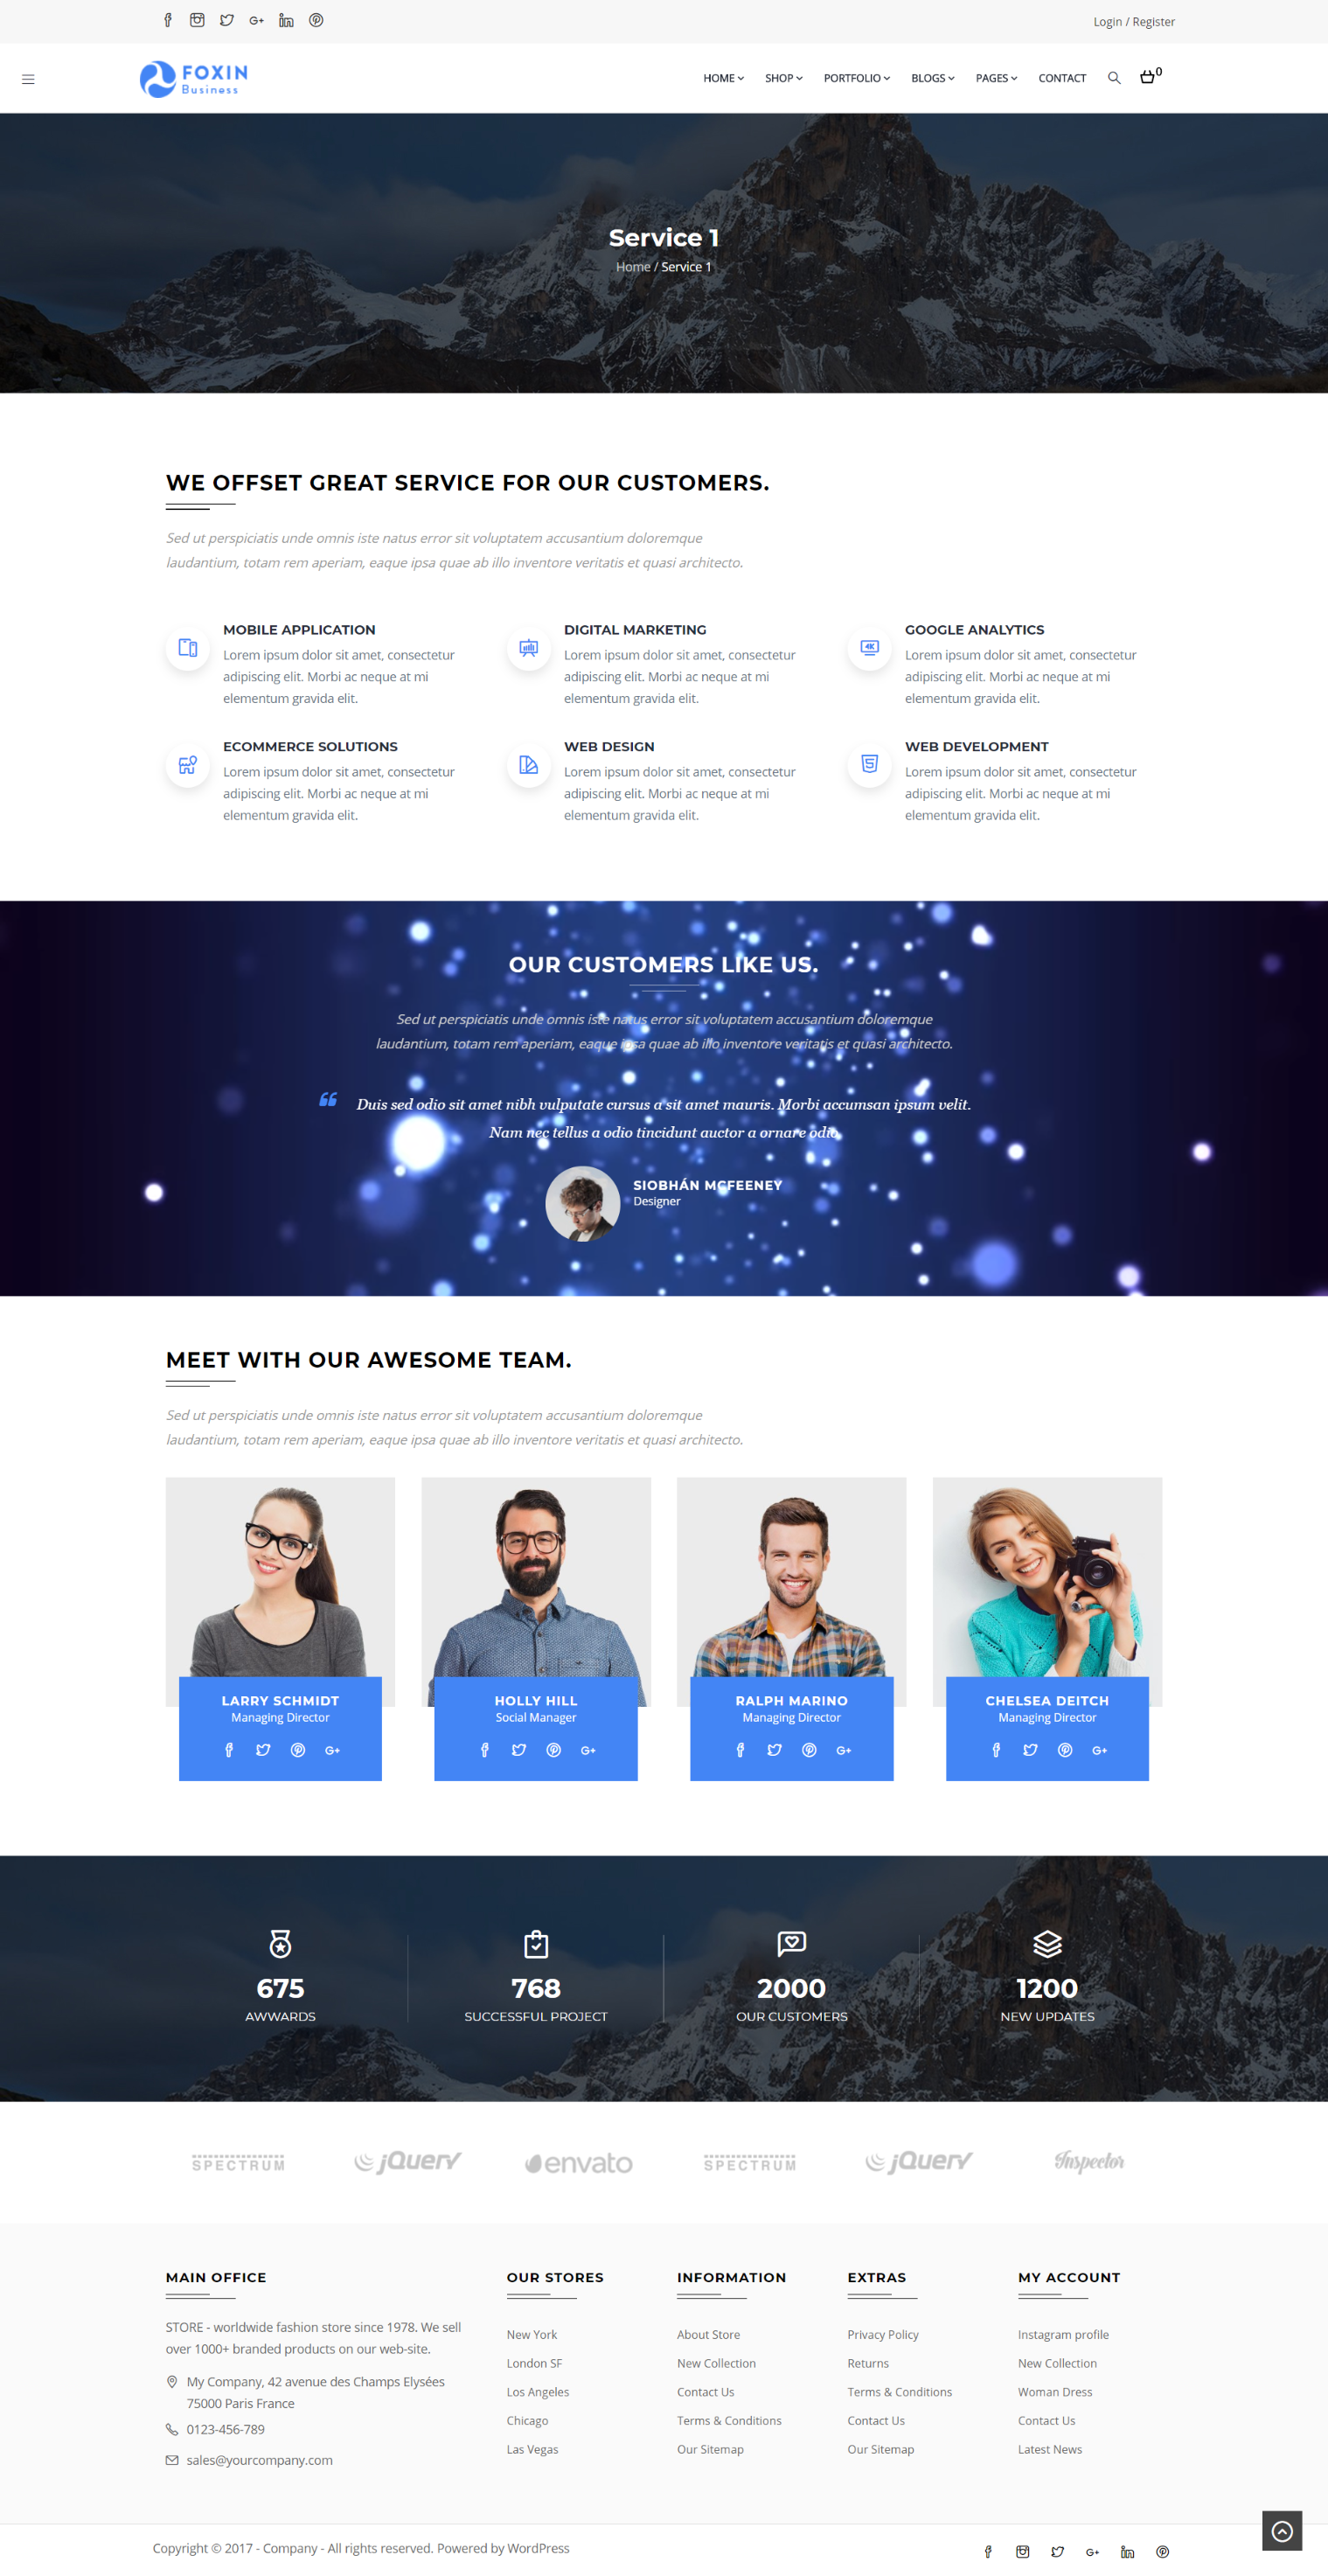 Login / Register
FOXIN
Business
HOME SHOP PORTFOLIO BLOGS PAGES CONTACT 0
Service 1
Home / Service 1
WE OFFSET GREAT SERVICE FOR OUR CUSTOMERS.
Sed ut perspiciatis unde omnis iste natus error sit voluptatem accusantium doloremque
laudantium, totam rem aperiam, eaque ipsa quae ab illo inventore veritatis et quasi architecto.
MOBILE APPLICATION
Lorem ipsum dolor sit amet, consectetur
adipiscing elit. Morbi ac neque at mi
elementum gravida elit.
DIGITAL MARKETING
Lorem ipsum dolor sit amet, consectetur
adipiscing elit. Morbi ac neque at mi
elementum gravida elit.
4K
GOOGLE ANALYTICS
Lorem ipsum dolor sit amet, consectetur
adipiscing elit. Morbi ac neque at mi
elementum gravida elit.
ECOMMERCE SOLUTIONS
Lorem ipsum dolor sit amet, consectetur
adipiscing elit. Morbi ac neque at mi
elementum gravida elit.
WEB DESIGN
Lorem ipsum dolor sit amet, consectetur
adipiscing elit. Morbi ac neque at mi
elementum gravida elit.
5
WEB DEVELOPMENT
Lorem ipsum dolor sit amet, consectetur
adipiscing elit. Morbi ac neque at mi
elementum gravida elit.
OUR CUSTOMERS LIKE US.
Sed ut perspiciatis unde omnis iste natus error sit voluptatem accusantium doloremque
laudantium, totam rem aperiam, eaque ipsa quae ab illo inventore veritatis et quasi architecto.
“ Duis sed odio sit amet nibh vulputate cursus a sit amet mauris. Morbi accumsan ipsum velit.
Nam nec tellus a odio tincidunt auctor a ornare odio.
SIOBHÁN MCFEENEY
Designer
MEET WITH OUR AWESOME TEAM.
Sed ut perspiciatis unde omnis iste natus error sit voluptatem accusantium doloremque
laudantium, totam rem aperiam, eaque ipsa quae ab illo inventore veritatis et quasi architecto.
LARRY SCHMIDT
Managing Director
HOLLY HILL
Social Manager
RALPH MARINO
Managing Director
CHELSEA DEITCH
Managing Director
675
AWWARDS
768
SUCCESSFUL PROJECT
2000
OUR CUSTOMERS
1200
NEW UPDATES
SPECTRUM
jQuery
envato
SPECTRUM
jQuery
Inspector
MAIN OFFICE
STORE - worldwide fashion store since 1978. We sell
over 1000+ branded products on our web-site.
My Company, 42 avenue des Champs Elysées
75000 Paris France
0123-456-789
sales@yourcompany.com
OUR STORES
New York
London SF
Los Angeles
Chicago
Las Vegas
INFORMATION
About Store
New Collection
Contact Us
Terms & Conditions
Our Sitemap
EXTRAS
Privacy Policy
Returns
Terms & Conditions
Contact Us
Our Sitemap
MY ACCOUNT
Instagram profile
New Collection
Woman Dress
Contact Us
Latest News
Copyright © 2017 - Company - All rights reserved. Powered by WordPress